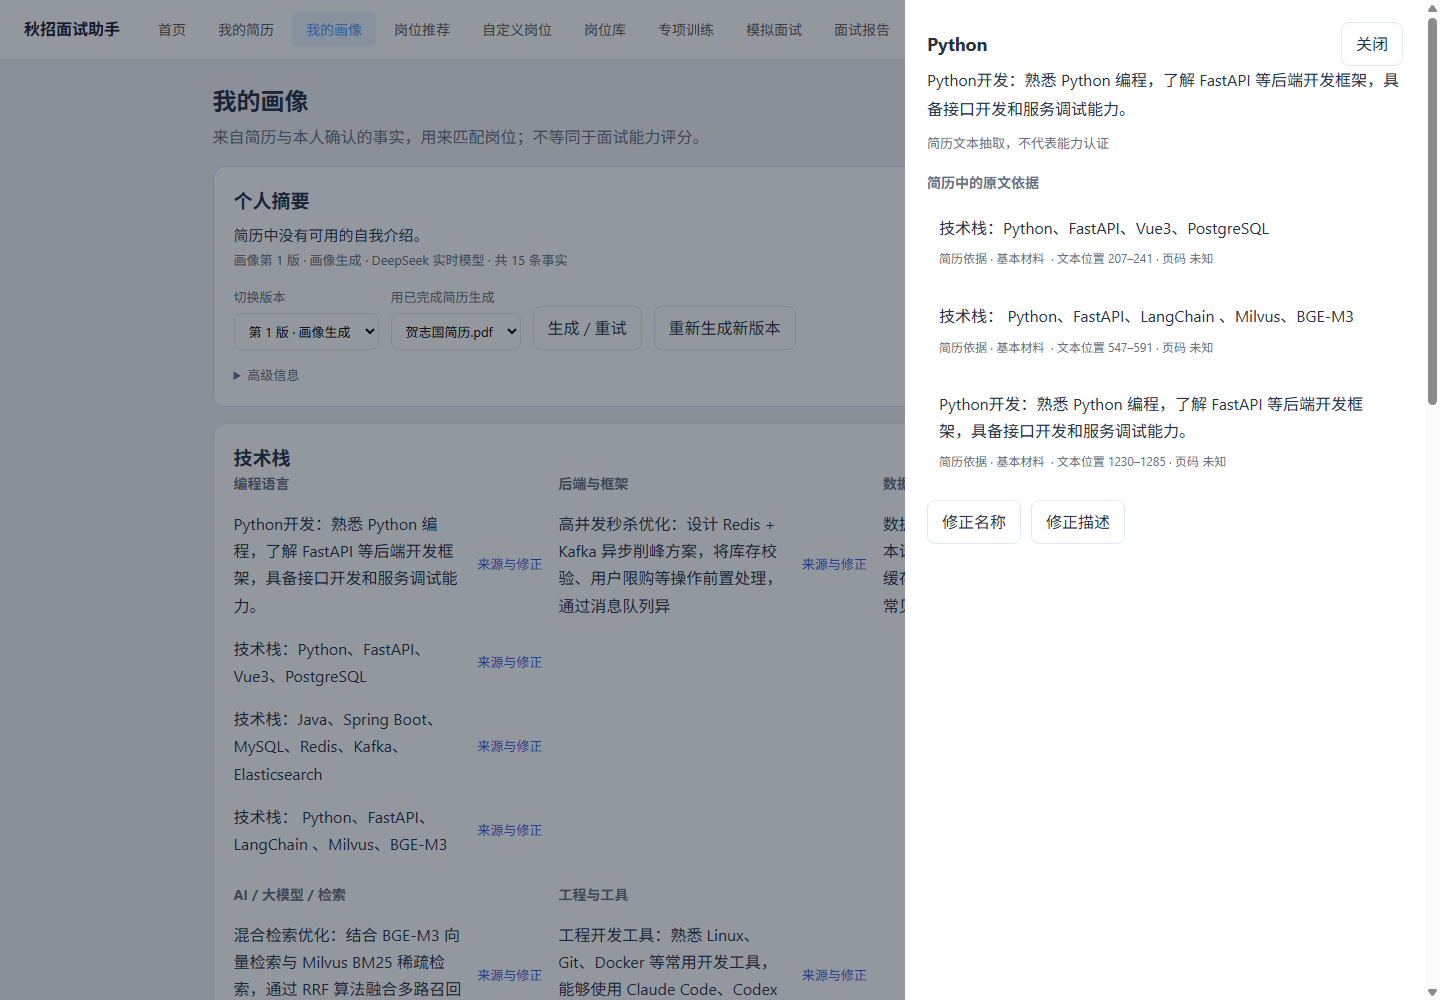 秋招面试助手
首页
我的简历
我的画像
岗位推荐
自定义岗位
岗位库
专项训练
模拟面试
面试报告
我的画像
来自简历与本人确认的事实，用来匹配岗位；不等同于面试能力评分。
个人摘要
简历中没有可用的自我介绍。
画像第 1 版 · 画像生成 · DeepSeek 实时模型 · 共 15 条事实
切换版本
用已完成简历生成
第 1 版 · 画像生成
贺志国简历.pdf
生成 / 重试
重新生成新版本
高级信息
技术栈
编程语言
Python开发：熟悉 Python 编
程，了解 FastAPI 等后端开发框
架，具备接口开发和服务调试能
力。
来源与修正
技术栈：Python、FastAPI、
Vue3、PostgreSQL
来源与修正
技术栈：Java、Spring Boot、
MySQL、Redis、Kafka、
Elasticsearch
来源与修正
技术栈： Python、FastAPI、
LangChain 、Milvus、BGE-M3
来源与修正
后端与框架
高并发秒杀优化：设计 Redis +
Kafka 异步削峰方案，将库存校
验、用户限购等操作前置处理，
通过消息队列异
来源与修正
数据
数据
本详
缓存
常见
AI / 大模型 / 检索
混合检索优化：结合 BGE-M3 向
量检索与 Milvus BM25 稀疏检
索，通过 RRF 算法融合多路召回
来源与修正
工程与工具
工程开发工具：熟悉 Linux、
Git、Docker 等常用开发工具，
能够使用 Claude Code、Codex
来源与修正
Python
关闭
Python开发：熟悉 Python 编程，了解 FastAPI 等后端开发框架，具
备接口开发和服务调试能力。
简历文本抽取，不代表能力认证
简历中的原文依据
技术栈：Python、FastAPI、Vue3、PostgreSQL
简历依据 · 基本材料 · 文本位置 207–241 · 页码 未知
技术栈： Python、FastAPI、LangChain 、Milvus、BGE-M3
简历依据 · 基本材料 · 文本位置 547–591 · 页码 未知
Python开发：熟悉 Python 编程，了解 FastAPI 等后端开发框
架，具备接口开发和服务调试能力。
简历依据 · 基本材料 · 文本位置 1230–1285 · 页码 未知
修正名称
修正描述